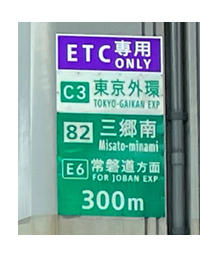 ETC専用
ONLY
C3 東京外環
TOKYO-GAIKAN EXP
82 三郷南
Misato-minami
E6 常磐道方面
FOR JOBAN EXP
300m